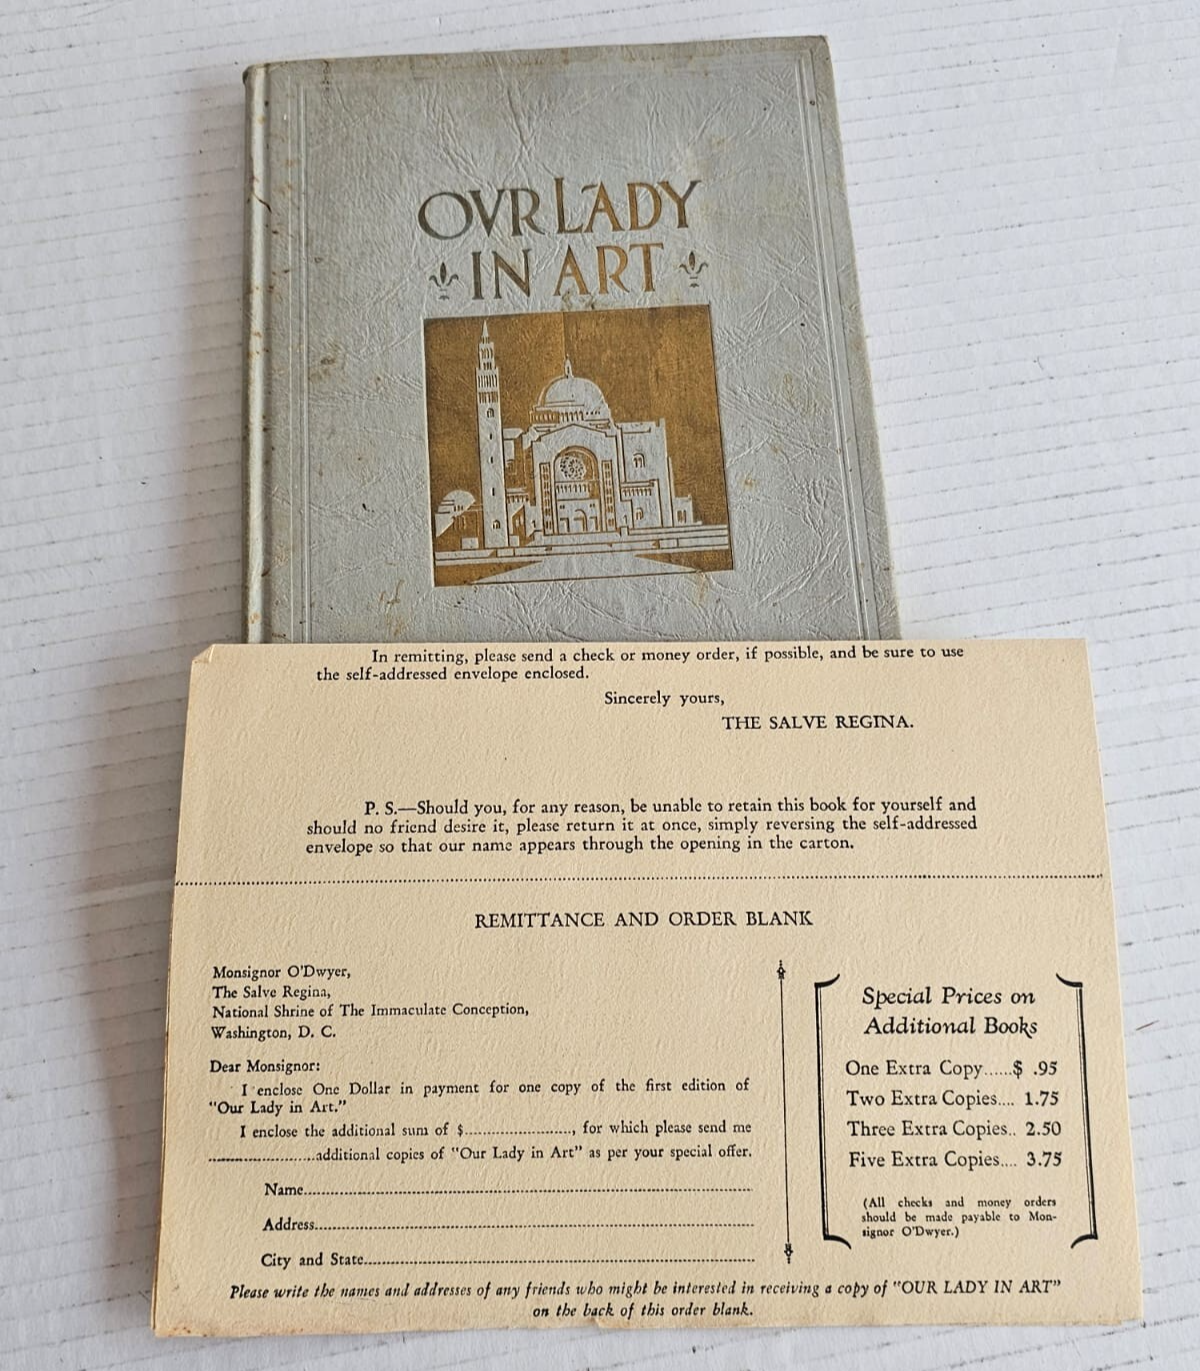 OVR LADY
IN ART
In remitting, please send a check or money order, if possible, and be sure to use
the self-addressed envelope enclosed.
Sincerely yours,
THE SALVE REGINA.
P. S.—Should you, for any reason, be unable to retain this book for yourself and
should no friend desire it, please return it at once, simply reversing the self-addressed
envelope so that our name appears through the opening in the carton.
REMITTANCE AND ORDER BLANK
Monsignor O'Dwyer,
The Salve Regina,
National Shrine of The Immaculate Conception,
Washington, D. C.
Dear Monsignor:
I enclose One Dollar in payment for one copy of the first edition of
"Our Lady in Art."
I enclose the additional sum of $......................, for which please send me
......................additional copies of "Our Lady in Art" as per your special offer.
Name......................
Address......................
City and State......................
Special Prices on
Additional Books
One Extra Copy......$ .95
Two Extra Copies.... 1.75
Three Extra Copies.. 2.50
Five Extra Copies.... 3.75
(All checks and money orders
should be made payable to Mon-
signor O'Dwyer.)
Please write the names and addresses of any friends who might be interested in receiving a copy of "OUR LADY IN ART"
on the back of this order blank.